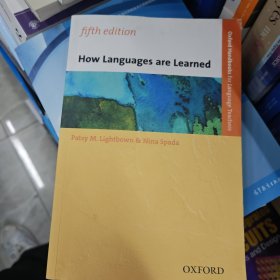 fifth edition
How Languages are Learned
Patsy M. Lightbown & Nina Spada
OXFORD
Oxford Handbooks for Language Teachers